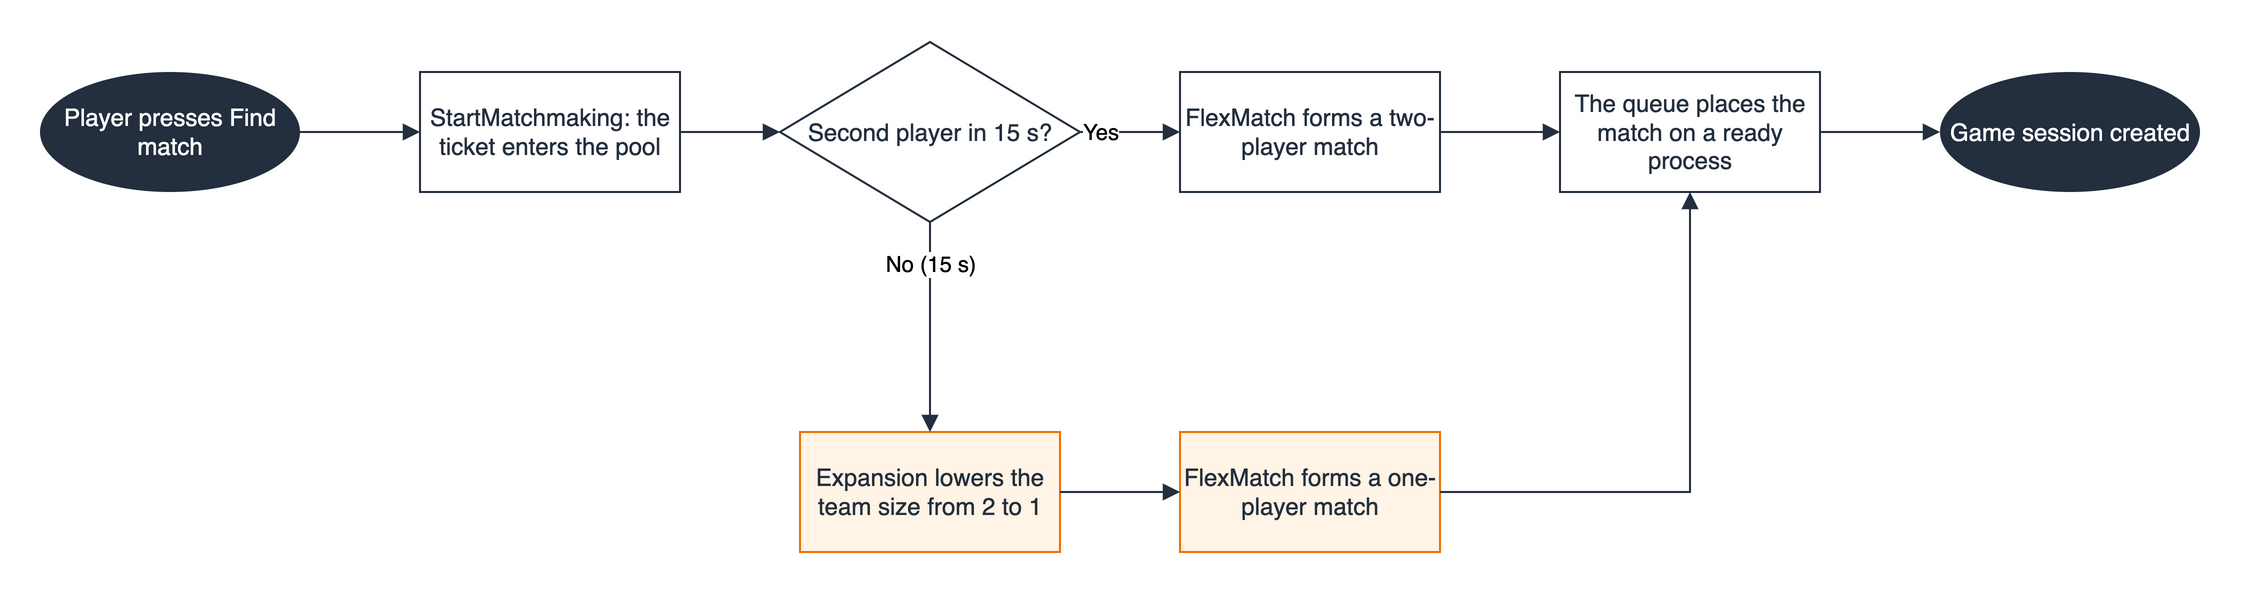 Player presses Find
match
StartMatchmaking: the
ticket enters the pool
Second player in 15 s?
Yes
FlexMatch forms a two-
player match
The queue places the
match on a ready
process
Game session created
No (15 s)
Expansion lowers the
team size from 2 to 1
FlexMatch forms a one-
player match